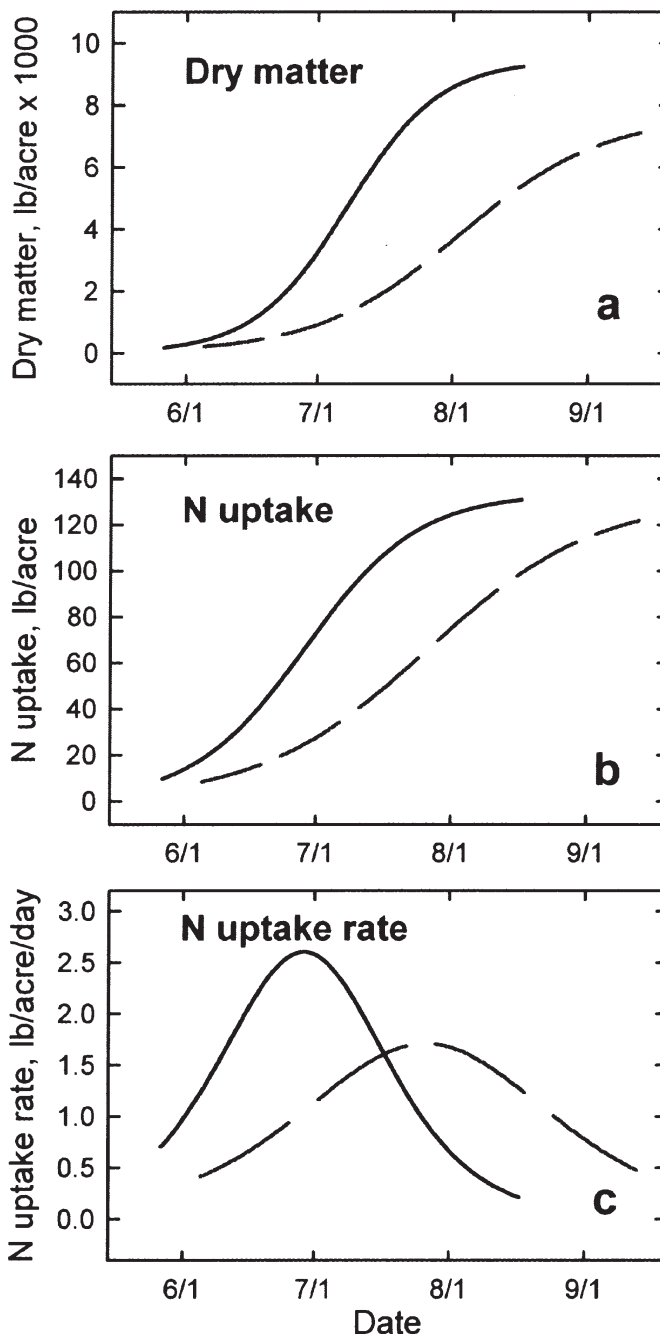 Dry matter
Dry matter, lb/acre x 1000
10
8
6
4
2
0
a
6/1 7/1 8/1 9/1
N uptake
N uptake, lb/acre
140
120
100
80
60
40
20
0
b
6/1 7/1 8/1 9/1
N uptake rate
N uptake rate, lb/acre/day
3.0
2.5
2.0
1.5
1.0
0.5
0.0
c
6/1 7/1 8/1 9/1
Date